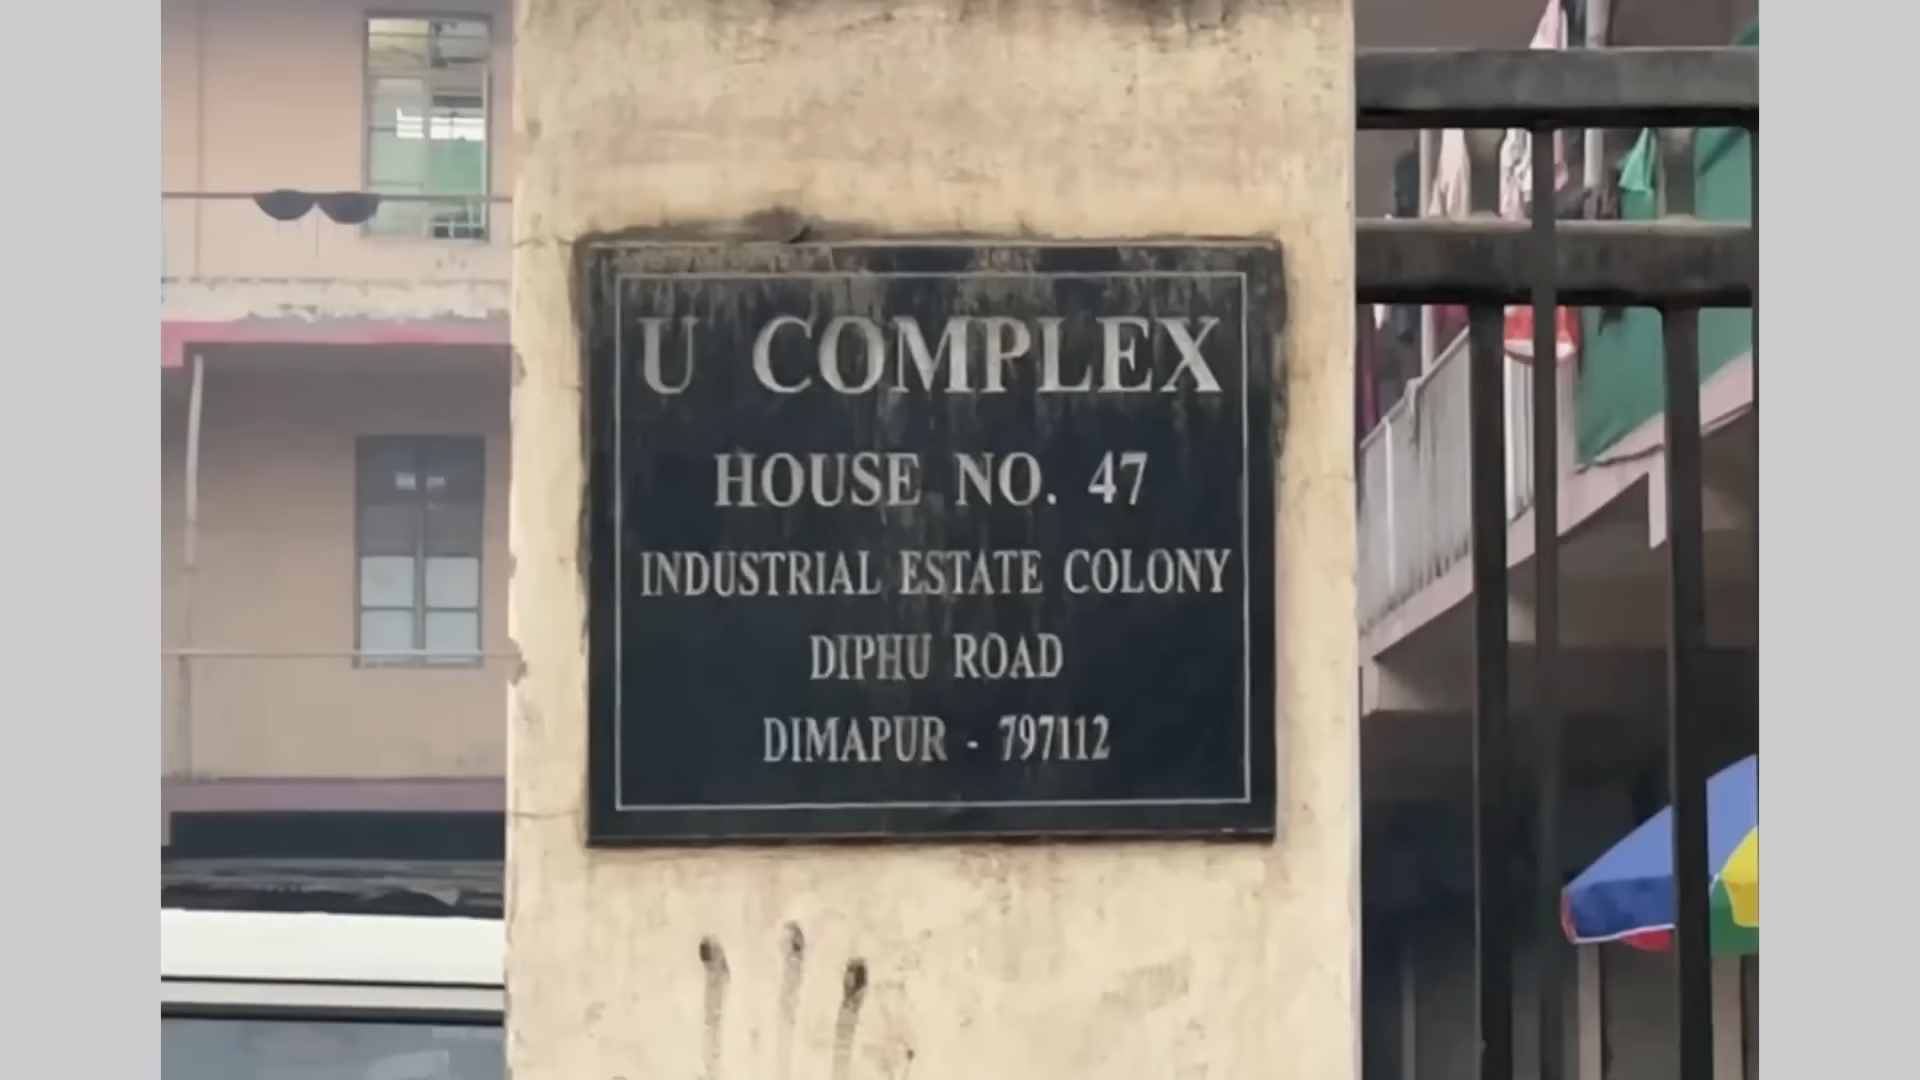 U COMPLEX
HOUSE NO. 47
INDUSTRIAL ESTATE COLONY
DIPHU ROAD
DIMAPUR - 797112